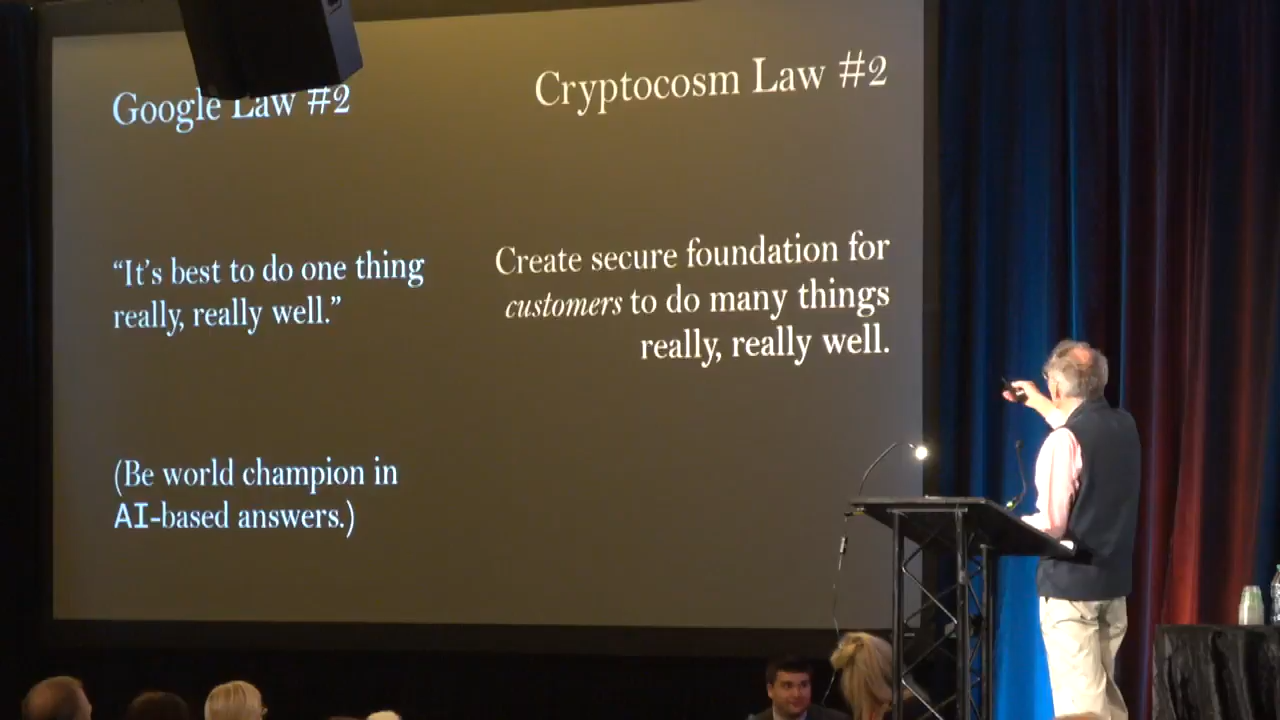 Google Law #2
“It’s best to do one thing
really, really well.”
(Be world champion in
AI-based answers.)
Cryptocosm Law #2
Create secure foundation for
customers to do many things
really, really well.